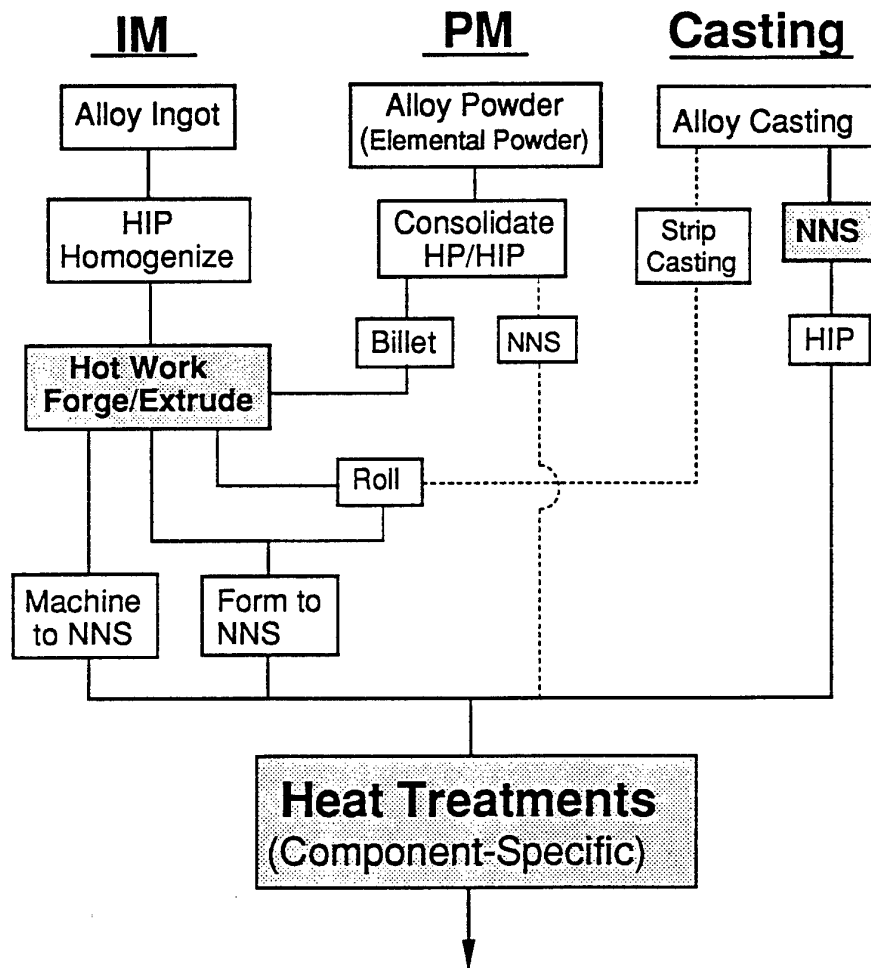 IM
PM
Casting
Alloy Ingot
Alloy Powder
(Elemental Powder)
Alloy Casting
HIP
Homogenize
Consolidate
HP/HIP
Strip
Casting
NNS
Billet
NNS
HIP
Hot Work
Forge/Extrude
Roll
Machine
to NNS
Form to
NNS
Heat Treatments
(Component-Specific)